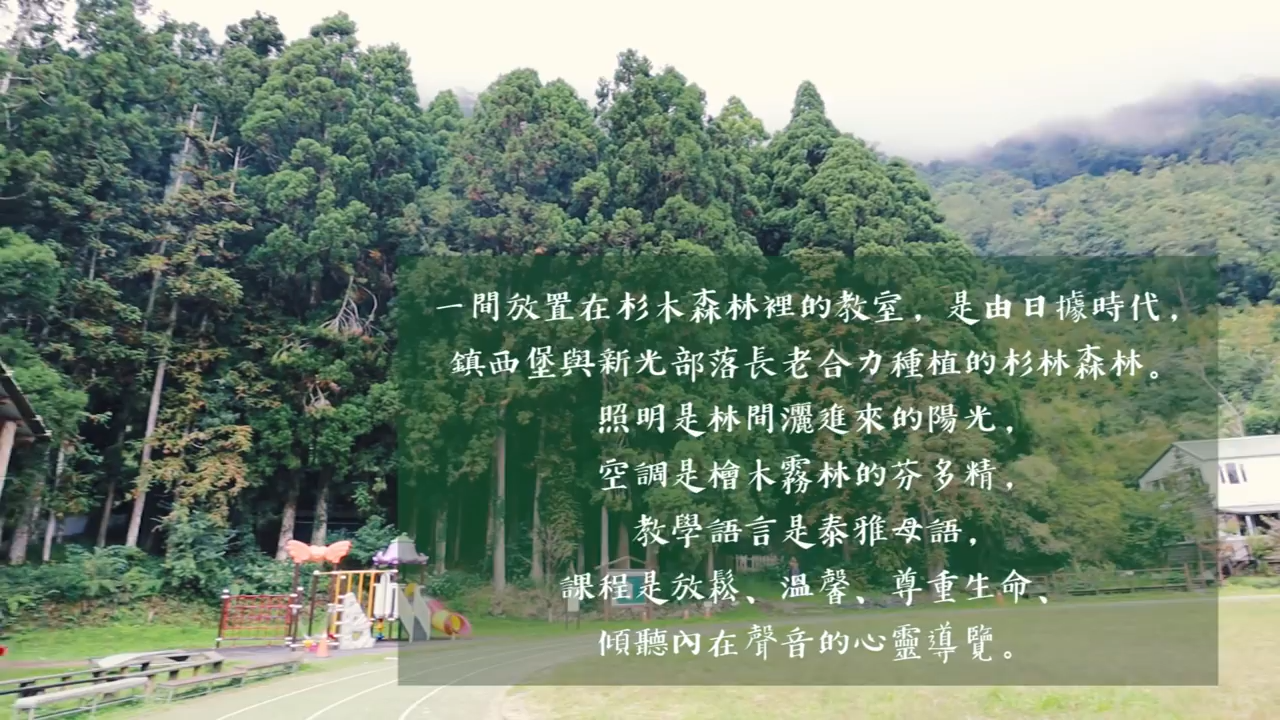 一間放置在杉木森林裡的教室，是由日據時代，
鎮西堡與新光部落長老合力種植的杉林森林。
照明是林間灑進來的陽光，
空調是檜木霧林的芬多精，
教學語言是泰雅母語，
課程是放鬆、溫馨、尊重生命、
傾聽內在聲音的心靈導覽。